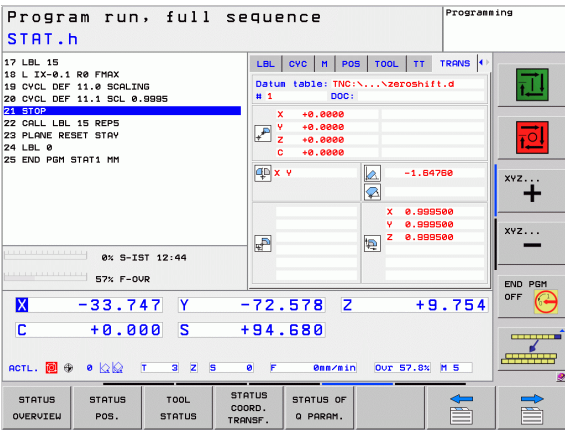 Program run, full sequence
Programming
STAT.h
17 LBL 15
18 L IX-0.1 R0 FMAX
19 CYCL DEF 11.0 SCALING
20 CYCL DEF 11.1 SCL 0.9995
21 STOP
22 CALL LBL 15 REP5
23 PLANE RESET STAY
24 LBL 0
25 END PGM STAT1 MM
LBL CYC M POS TOOL TT TRANS
Datum table: TNC:\...\zeroshift.d
# 1 DOC:
X +0.0000
Y +0.0000
Z +0.0000
C +0.0000
X Y
-1.64760
X 0.999500
Y 0.999500
Z 0.999500
0% S-IST 12:44
57% F-OVR
X -33.747 Y -72.578 Z +9.754
C +0.000 S +94.680
ACTL. 0 T 3 Z S 0 F 0mm/min Ovr 57.8% M 5
XYZ...
+
XYZ...
−
END PGM
OFF
STATUS OVERVIEW
STATUS POS.
TOOL STATUS
STATUS COORD. TRANSF.
STATUS OF Q PARAM.